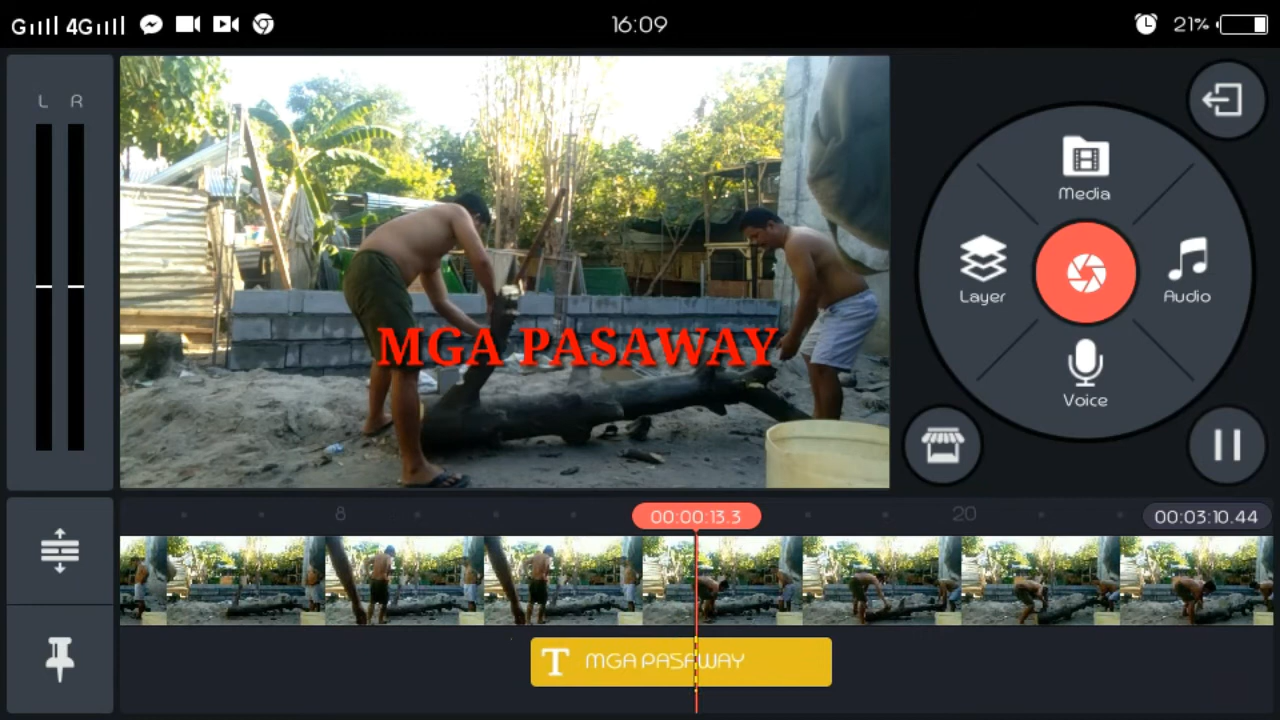 G 4G 16:09 21%
L R
Media
Layer
Audio
Voice
MGA PASAWAY
8 00:00:13.3 20 00:03:10.44
T MGA PASAWAY